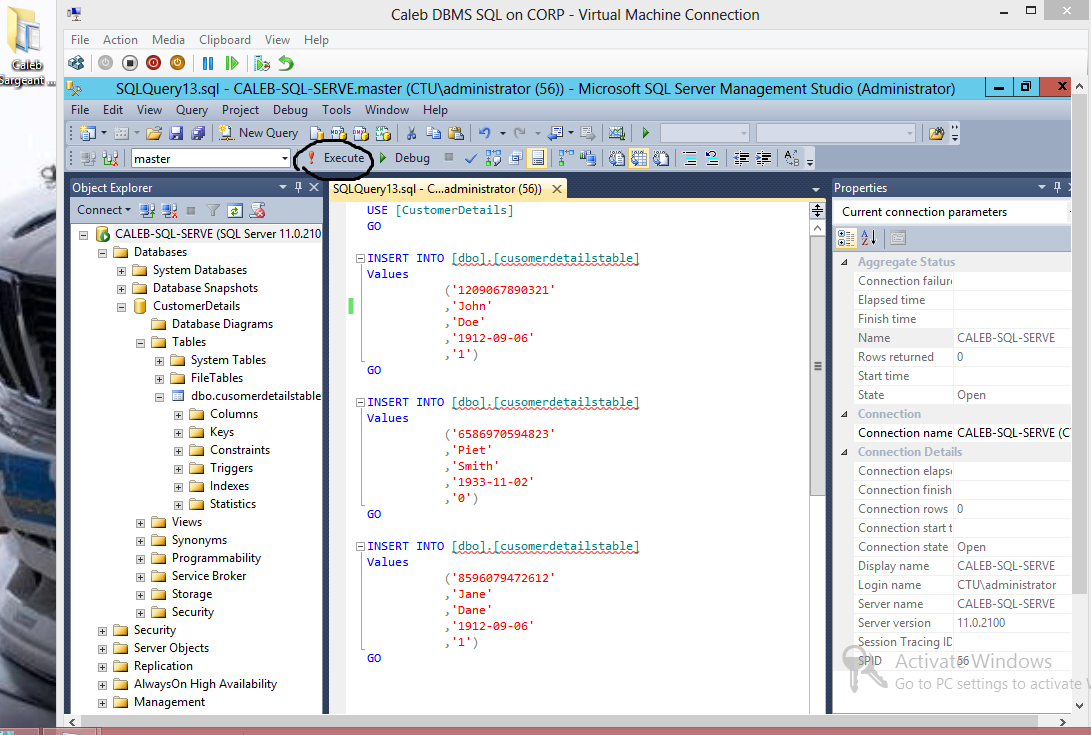 Caleb
Sargeant ...
Caleb DBMS SQL on CORP - Virtual Machine Connection
File Action Media Clipboard View Help
SQLQuery13.sql - CALEB-SQL-SERVE.master (CTU\administrator (56)) - Microsoft SQL Server Management Studio (Administrator)
File Edit View Query Project Debug Tools Window Help
New Query
master Execute Debug
Object Explorer
Connect
CALEB-SQL-SERVE (SQL Server 11.0.210
Databases
System Databases
Database Snapshots
CustomerDetails
Database Diagrams
Tables
System Tables
FileTables
dbo.cusomerdetailstable
Columns
Keys
Constraints
Triggers
Indexes
Statistics
Views
Synonyms
Programmability
Service Broker
Storage
Security
Security
Server Objects
Replication
AlwaysOn High Availability
Management
SQLQuery13.sql - C...administrator (56))
USE [CustomerDetails]
GO
INSERT INTO [dbo].[cusomerdetailstable]
Values
('1209067890321'
,'John'
,'Doe'
,'1912-09-06'
,'1')
GO
INSERT INTO [dbo].[cusomerdetailstable]
Values
('6586970594823'
,'Piet'
,'Smith'
,'1933-11-02'
,'0')
GO
INSERT INTO [dbo].[cusomerdetailstable]
Values
('8596079472612'
,'Jane'
,'Dane'
,'1912-09-06'
,'1')
GO
Properties
Current connection parameters
Aggregate Status
Connection failure
Elapsed time
Finish time
Name CALEB-SQL-SERVE
Rows returned 0
Start time
State Open
Connection
Connection name CALEB-SQL-SERVE (C
Connection Details
Connection elaps
Connection finish
Connection rows 0
Connection start t
Connection state Open
Display name CALEB-SQL-SERVE
Login name CTU\administrator
Server name CALEB-SQL-SERVE
Server version 11.0.2100
Session Tracing ID
SPID 56
Activate Windows
Go to PC settings to activate W